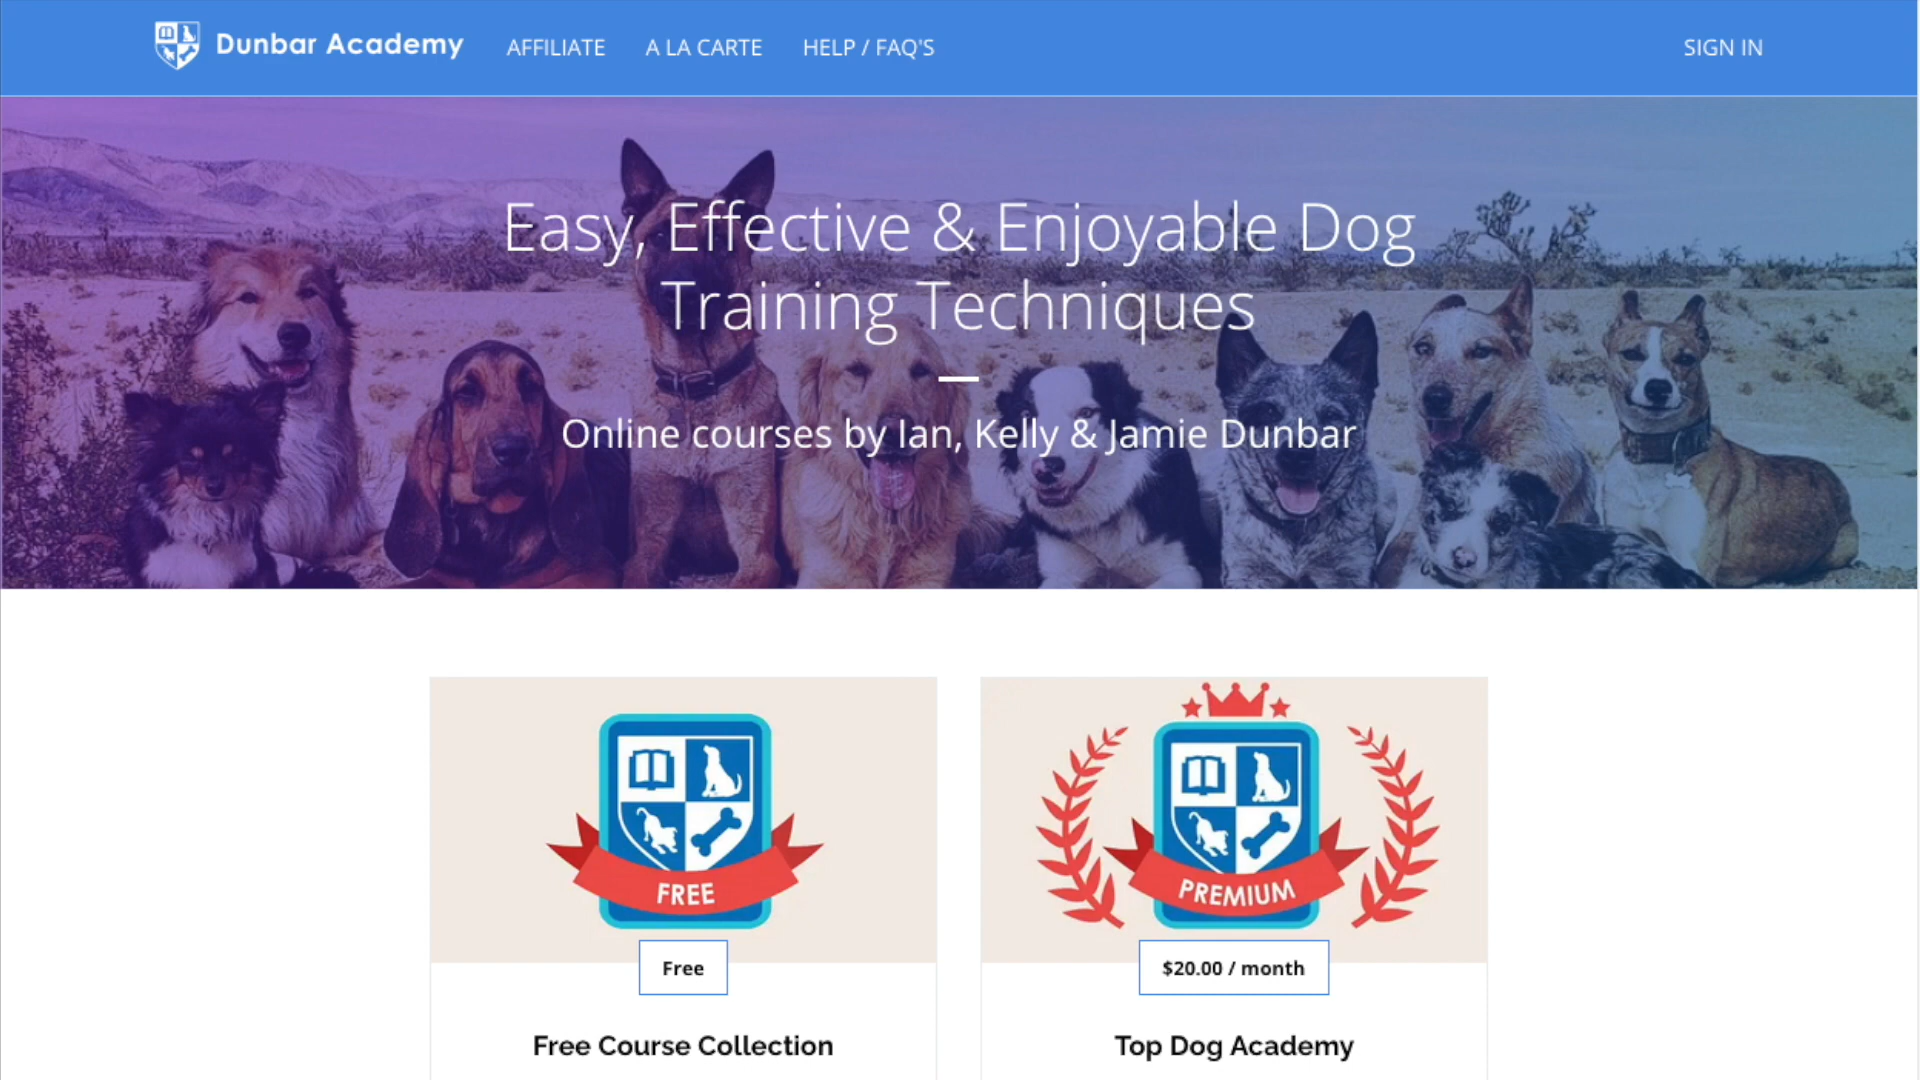 Dunbar Academy
AFFILIATE
A LA CARTE
HELP / FAQ'S
SIGN IN
Easy, Effective & Enjoyable Dog
Training Techniques
Online courses by Ian, Kelly & Jamie Dunbar
FREE
PREMIUM
Free
$20.00 / month
Free Course Collection
Top Dog Academy